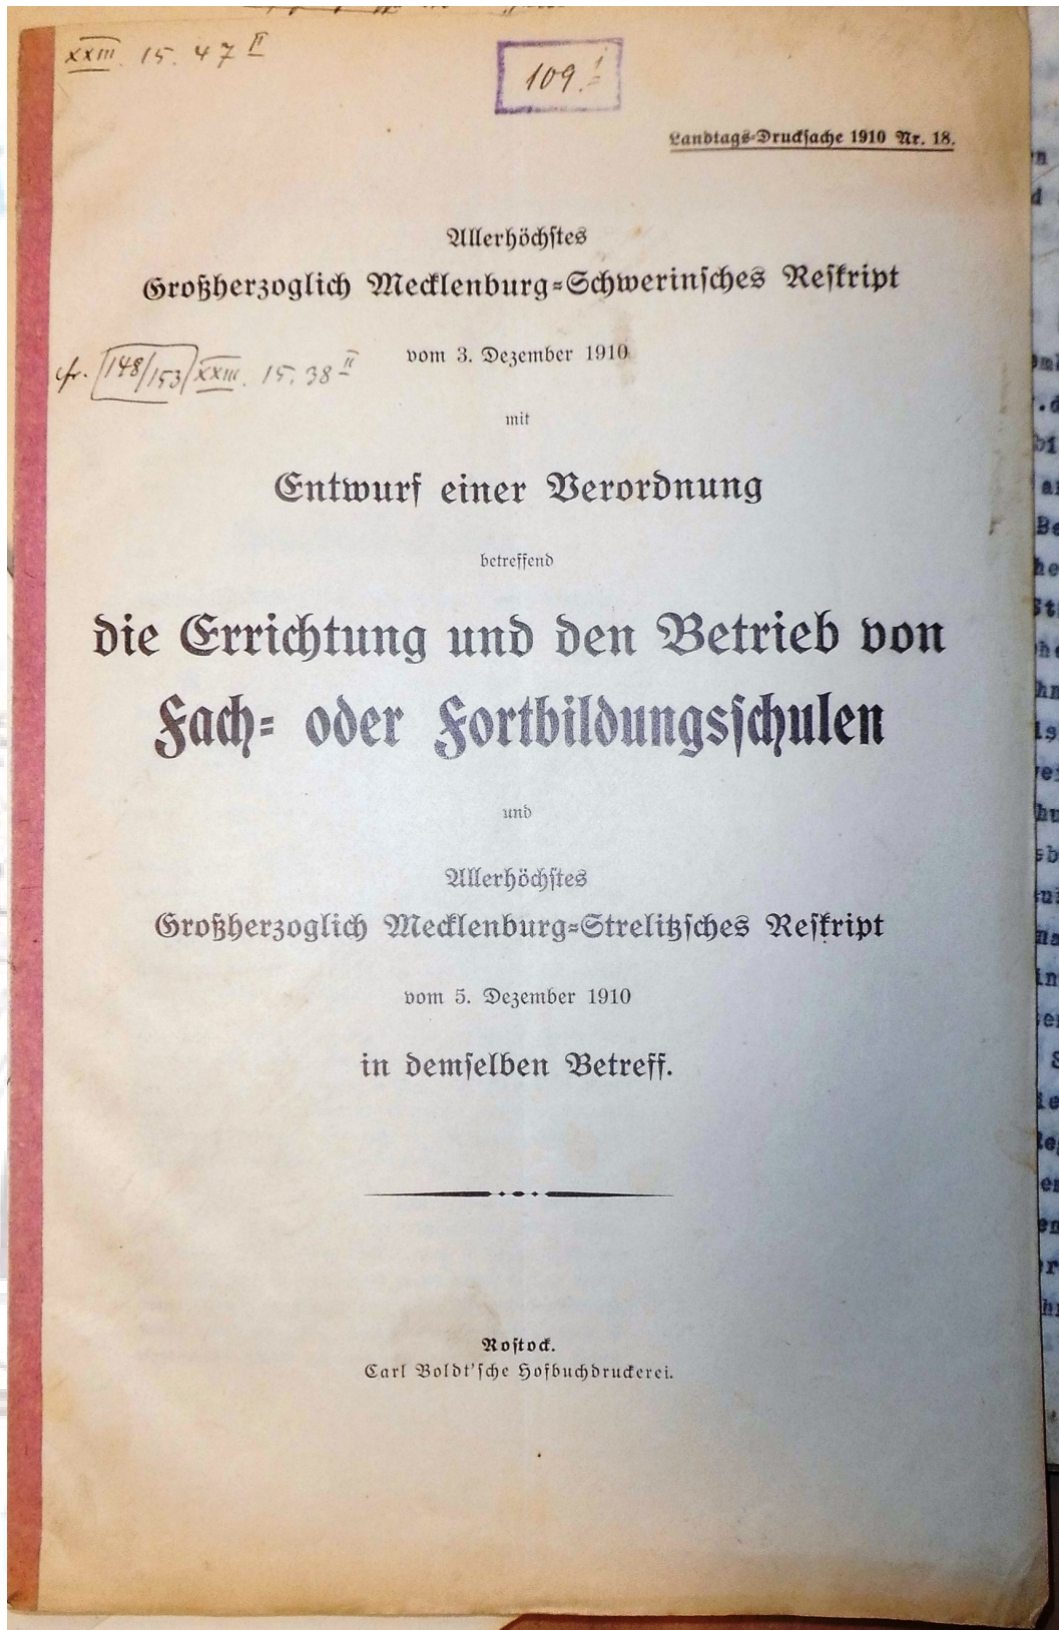 XXIII. 15. 47 II
109.1
Landtags-Drucksache 1910 Nr. 18.
Allerhöchstes
Großherzoglich Mecklenburg-Schwerinsches Reskript
vom 3. Dezember 1910
cfr. 148/153 XXIII. 15. 38 II
mit
Entwurf einer Verordnung
betreffend
die Errichtung und den Betrieb von
Fach- oder Fortbildungsschulen
und
Allerhöchstes
Großherzoglich Mecklenburg-Strelitzsches Reskript
vom 5. Dezember 1910
in demselben Betreff.
Rostock.
Carl Boldt'sche Hofbuchdruckerei.